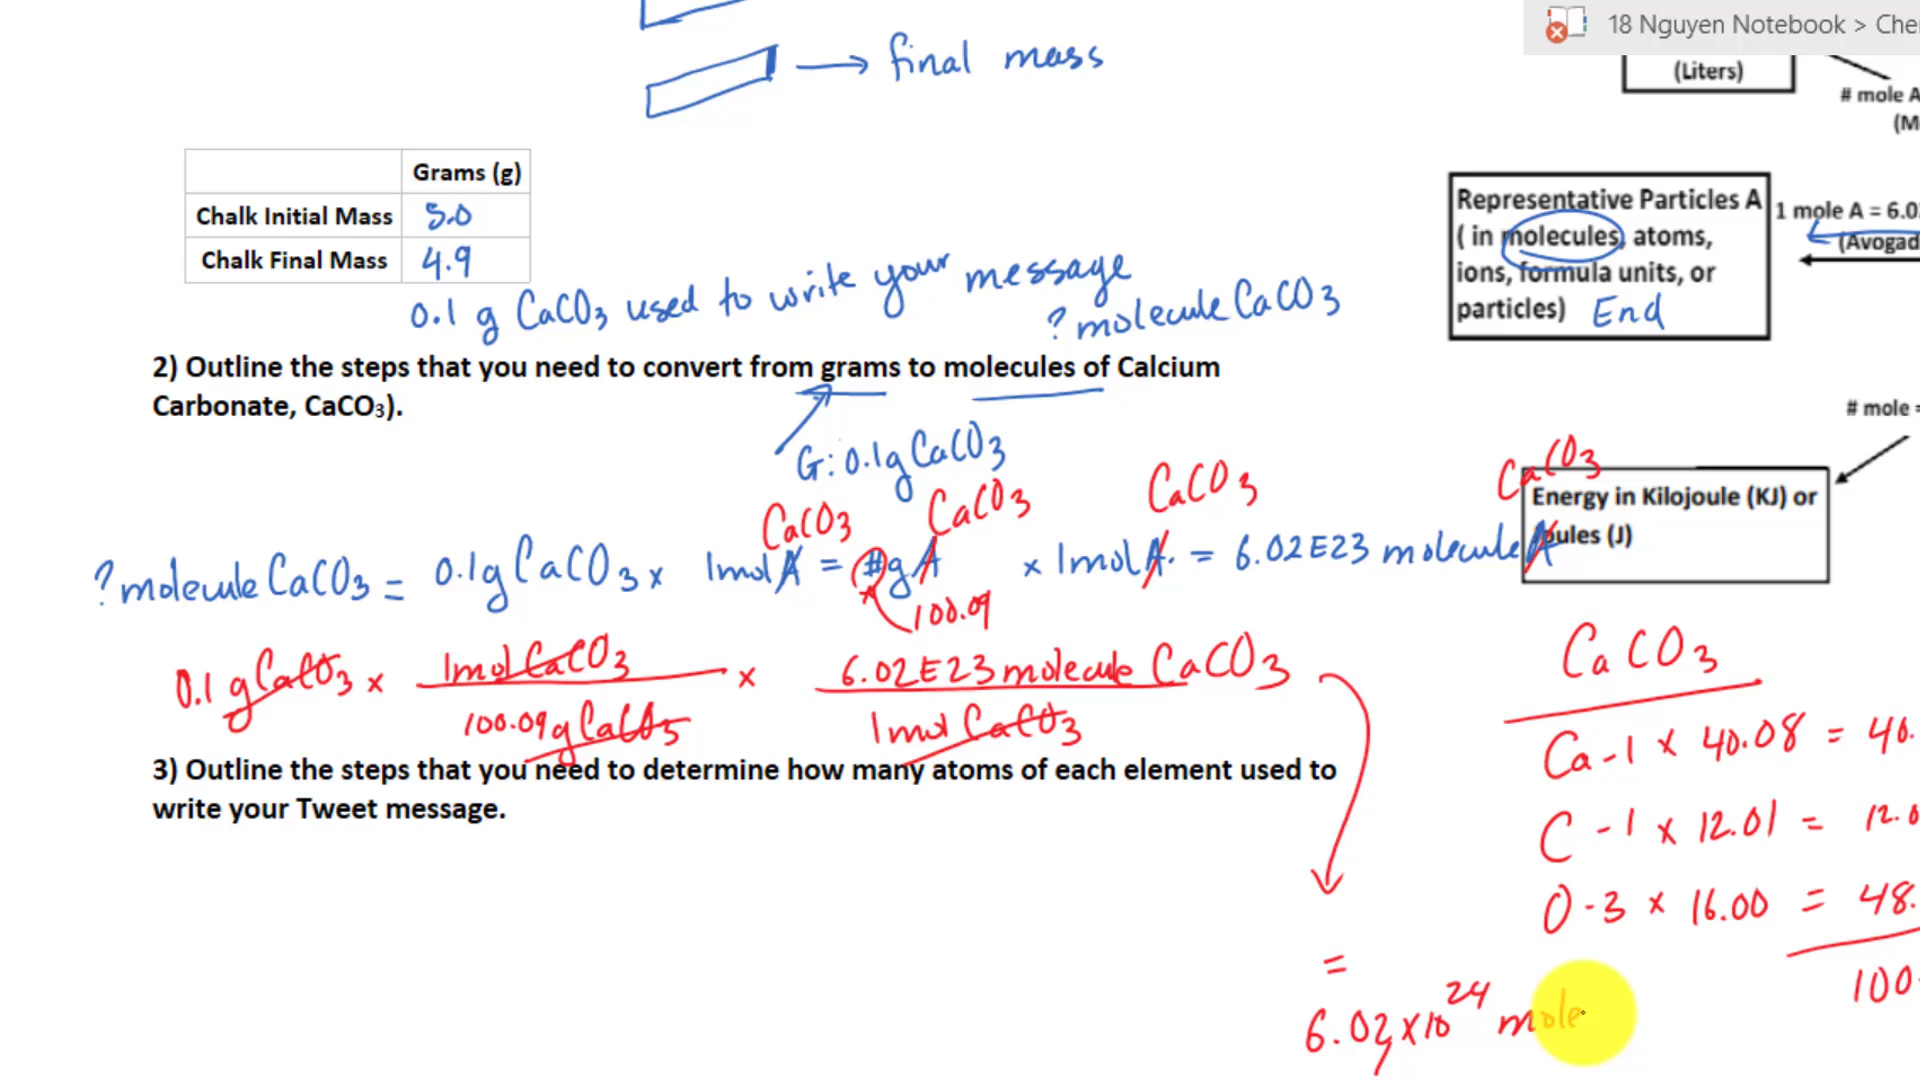 18 Nguyen Notebook > Che
final mass
(Liters)
# mole A
(M
Grams (g)
Chalk Initial Mass 5.0
Chalk Final Mass 4.9
Representative Particles A
( in molecules, atoms,
ions, formula units, or
particles) End
1 mole A = 6.0
(Avogad
0.1 g CaCO3 used to write your message
? molecule CaCO3
2) Outline the steps that you need to convert from grams to molecules of Calcium
Carbonate, CaCO₃).
# mole =
G: 0.1g CaCO3
CaCO3 CaCO3 CaCO3 CaCO3
Energy in Kilojoule (KJ) or
oules (J)
? molecule CaCO3 = 0.1g CaCO3 x 1mol A = #g A x 1mol A. = 6.02E23 molecule A
100.09
0.1 g CaCO3 x 1mol CaCO3 x 6.02E23 molecule CaCO3
100.09g CaCO3 1mol CaCO3
3) Outline the steps that you need to determine how many atoms of each element used to
write your Tweet message.
CaCO3
Ca - 1 x 40.08 = 40.
C - 1 x 12.01 = 12.0
O - 3 x 16.00 = 48.
100.
=
6.02 x 10^24 mole